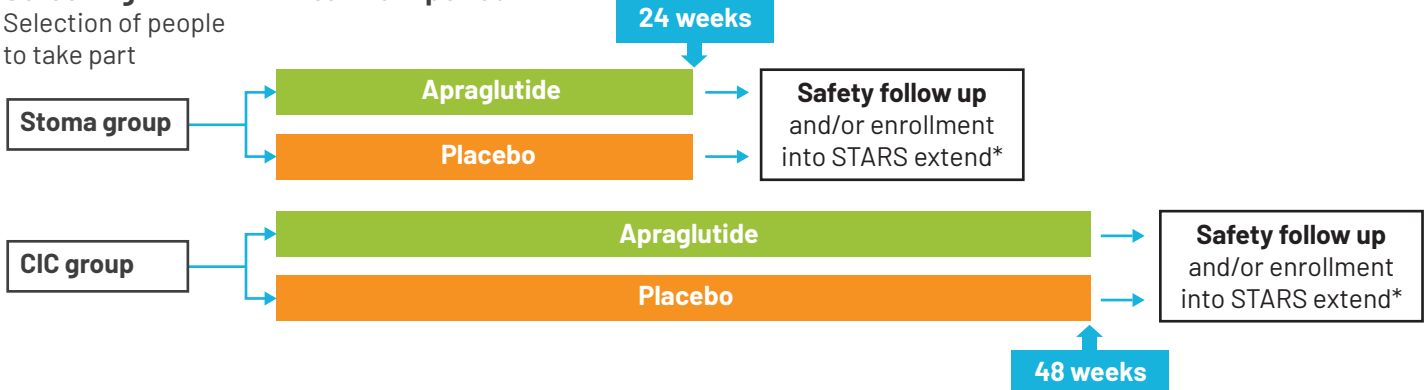 Selection of people
to take part
24 weeks
Stoma group
Apraglutide
Placebo
Safety follow up
and/or enrollment
into STARS extend*
CIC group
Apraglutide
Placebo
Safety follow up
and/or enrollment
into STARS extend*
48 weeks